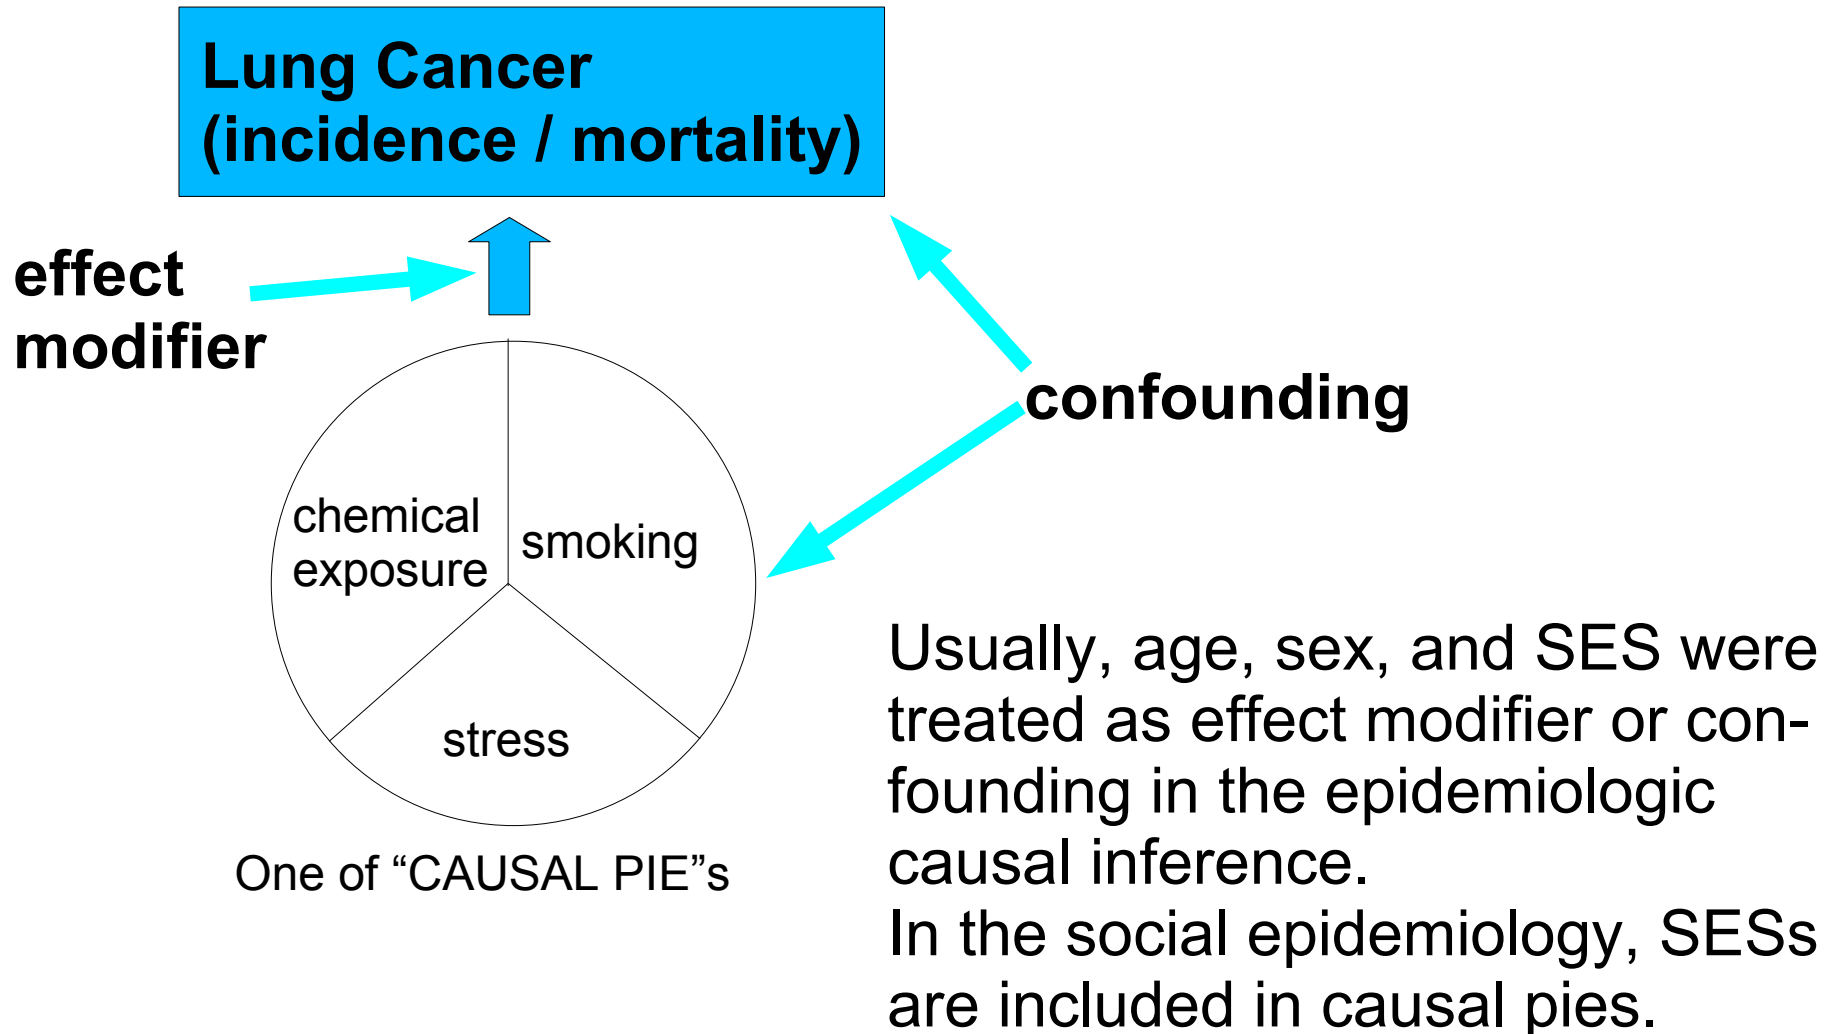 Lung Cancer
(incidence / mortality)
effect
modifier
confounding
chemical
exposure
smoking
stress
One of “CAUSAL PIE”s
Usually, age, sex, and SES were
treated as effect modifier or con-
founding in the epidemiologic
causal inference.
In the social epidemiology, SESs
are included in causal pies.